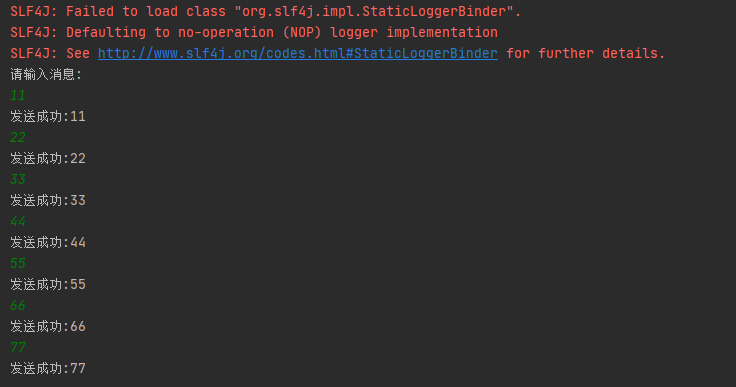 SLF4J: Failed to load class "org.slf4j.impl.StaticLoggerBinder".
SLF4J: Defaulting to no-operation (NOP) logger implementation
SLF4J: See http://www.slf4j.org/codes.html#StaticLoggerBinder for further details.
请输入消息:
11
发送成功:11
22
发送成功:22
33
发送成功:33
44
发送成功:44
55
发送成功:55
66
发送成功:66
77
发送成功:77